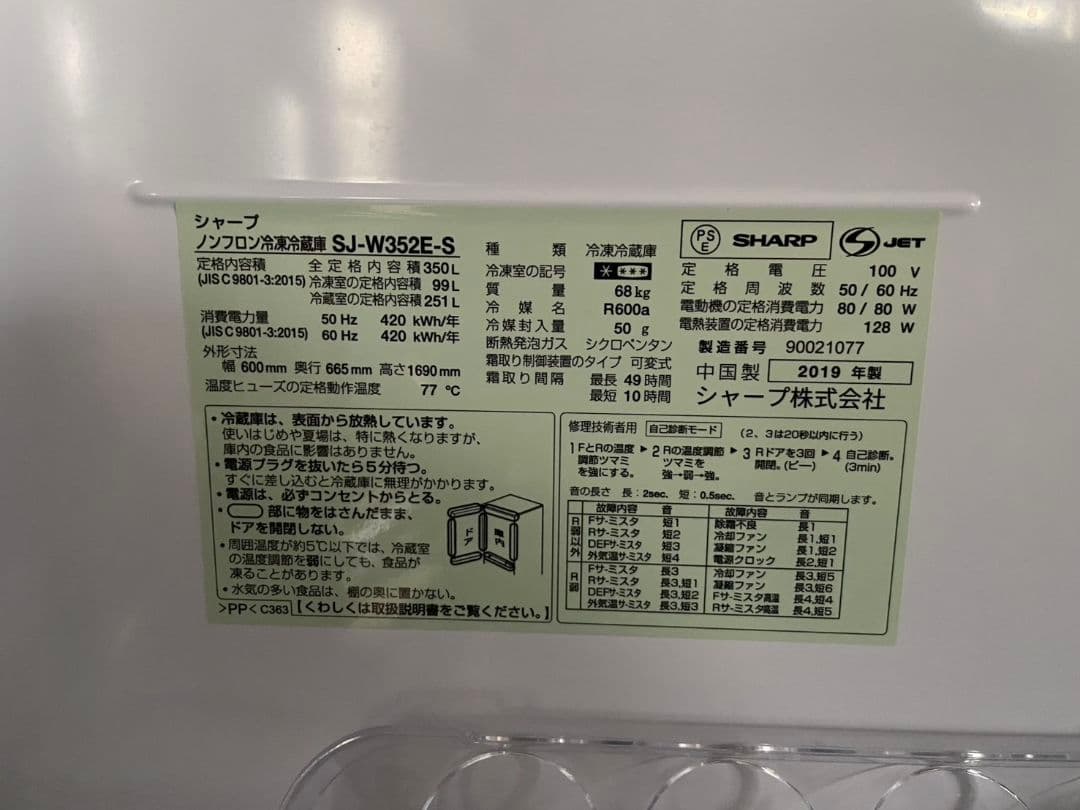 シャープ
ノンフロン冷凍冷蔵庫 SJ-W352E-S
定格内容積 全定格内容積 350 L
(JIS C 9801-3:2015) 冷凍室の定格内容積 99 L
冷蔵室の定格内容積 251 L
消費電力量 50 Hz 420 kWh/年
(JIS C 9801-3:2015) 60 Hz 420 kWh/年
外形寸法
幅 600 mm 奥行 665 mm 高さ 1690 mm
温度ヒューズの定格動作温度 77 ℃
種類 冷凍冷蔵庫
冷凍室の記号 * ***
質量 68 kg
冷媒名 R600a
冷媒封入量 50 g
断熱発泡ガス シクロペンタン
霜取り制御装置のタイプ 可変式
霜取り間隔 最長 49 時間
最短 10 時間
PS E SHARP S JET
定格電圧 100 V
定格周波数 50 / 60 Hz
電動機の定格消費電力 80 / 80 W
電熱装置の定格消費電力 128 W
製造番号 90021077
中国製 2019 年製
シャープ株式会社
・冷蔵庫は、表面から放熱しています。
使いはじめや夏場は、特に熱くなりますが、
庫内の食品に影響はありません。
・電源プラグを抜いたら5分待つ。
すぐに差し込むと冷蔵庫に無理がかかります。
・電源は、必ずコンセントからとる。
・ 部に物をはさんだまま、
ドアを開閉しない。
・周囲温度が約5℃以下では、冷蔵室
の温度調節を弱にしても、食品が
凍ることがあります。
・水気の多い食品は、棚の奥に置かない。
ドア
庫内
>PP< C363 【くわしくは取扱説明書をご覧ください。】
修理技術者用 自己診断モード (2、3は20秒以内に行う)
1 FとRの温度調節ツマミを強にする。 ▶ 2 Rの温度調節ツマミを強→弱→強。 ▶ 3 Rドアを3回開閉。(ピー) ▶ 4 自己診断。(3min)
音の長さ 長：2sec. 短：0.5sec. 音とランプが同期します。
故障内容 音 故障内容 音
R弱以外
Fサーミスタ 短1 除霜不良 長1
Rサーミスタ 短2 冷却ファン 長1、短1
DEFサーミスタ 短3 凝縮ファン 長1、短2
外気温サーミスタ 短4 電源クロック 長2、短1
R弱
Fサーミスタ 長3 冷却ファン 長3、短5
Rサーミスタ 長3、短1 凝縮ファン 長3、短6
DEFサーミスタ 長3、短2 Fサーミスタ高温 長4、短4
外気温サーミスタ 長3、短3 Rサーミスタ高温 長4、短5